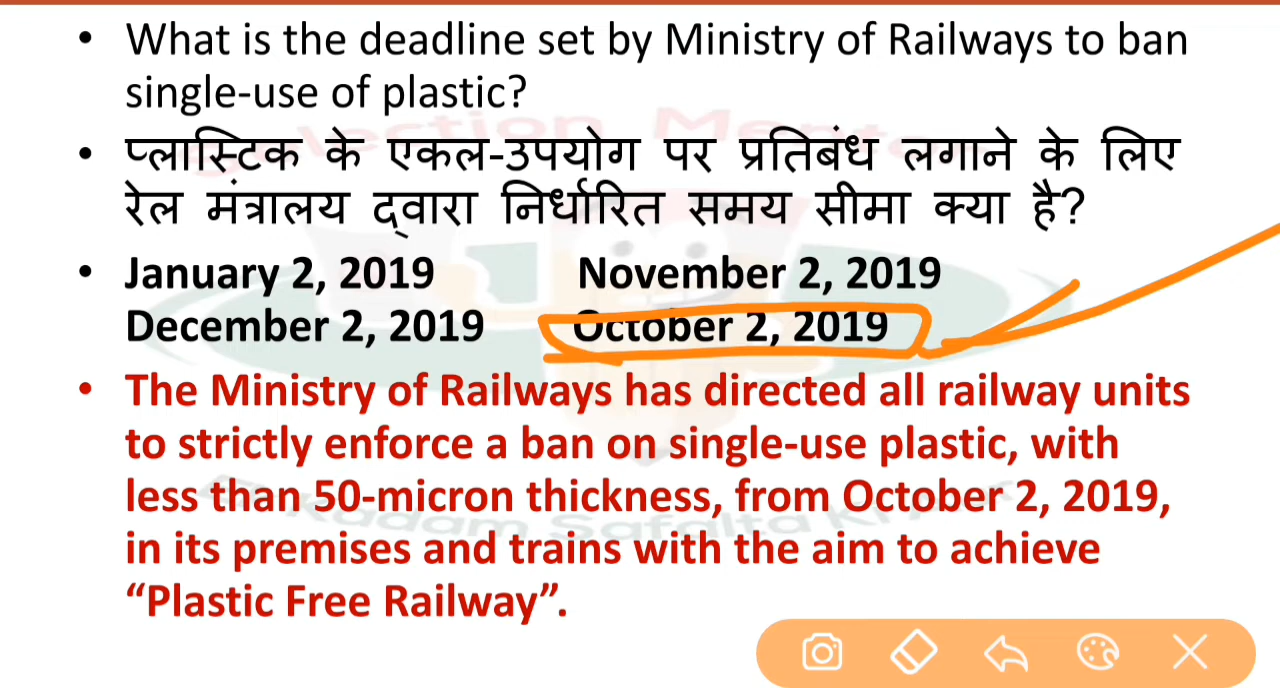 • What is the deadline set by Ministry of Railways to ban
single-use of plastic?
• प्लास्टिक के एकल-उपयोग पर प्रतिबंध लगाने के लिए
रेल मंत्रालय द्वारा निर्धारित समय सीमा क्या है?
• January 2, 2019 November 2, 2019
December 2, 2019 October 2, 2019
• The Ministry of Railways has directed all railway units
to strictly enforce a ban on single-use plastic, with
less than 50-micron thickness, from October 2, 2019,
in its premises and trains with the aim to achieve
“Plastic Free Railway”.